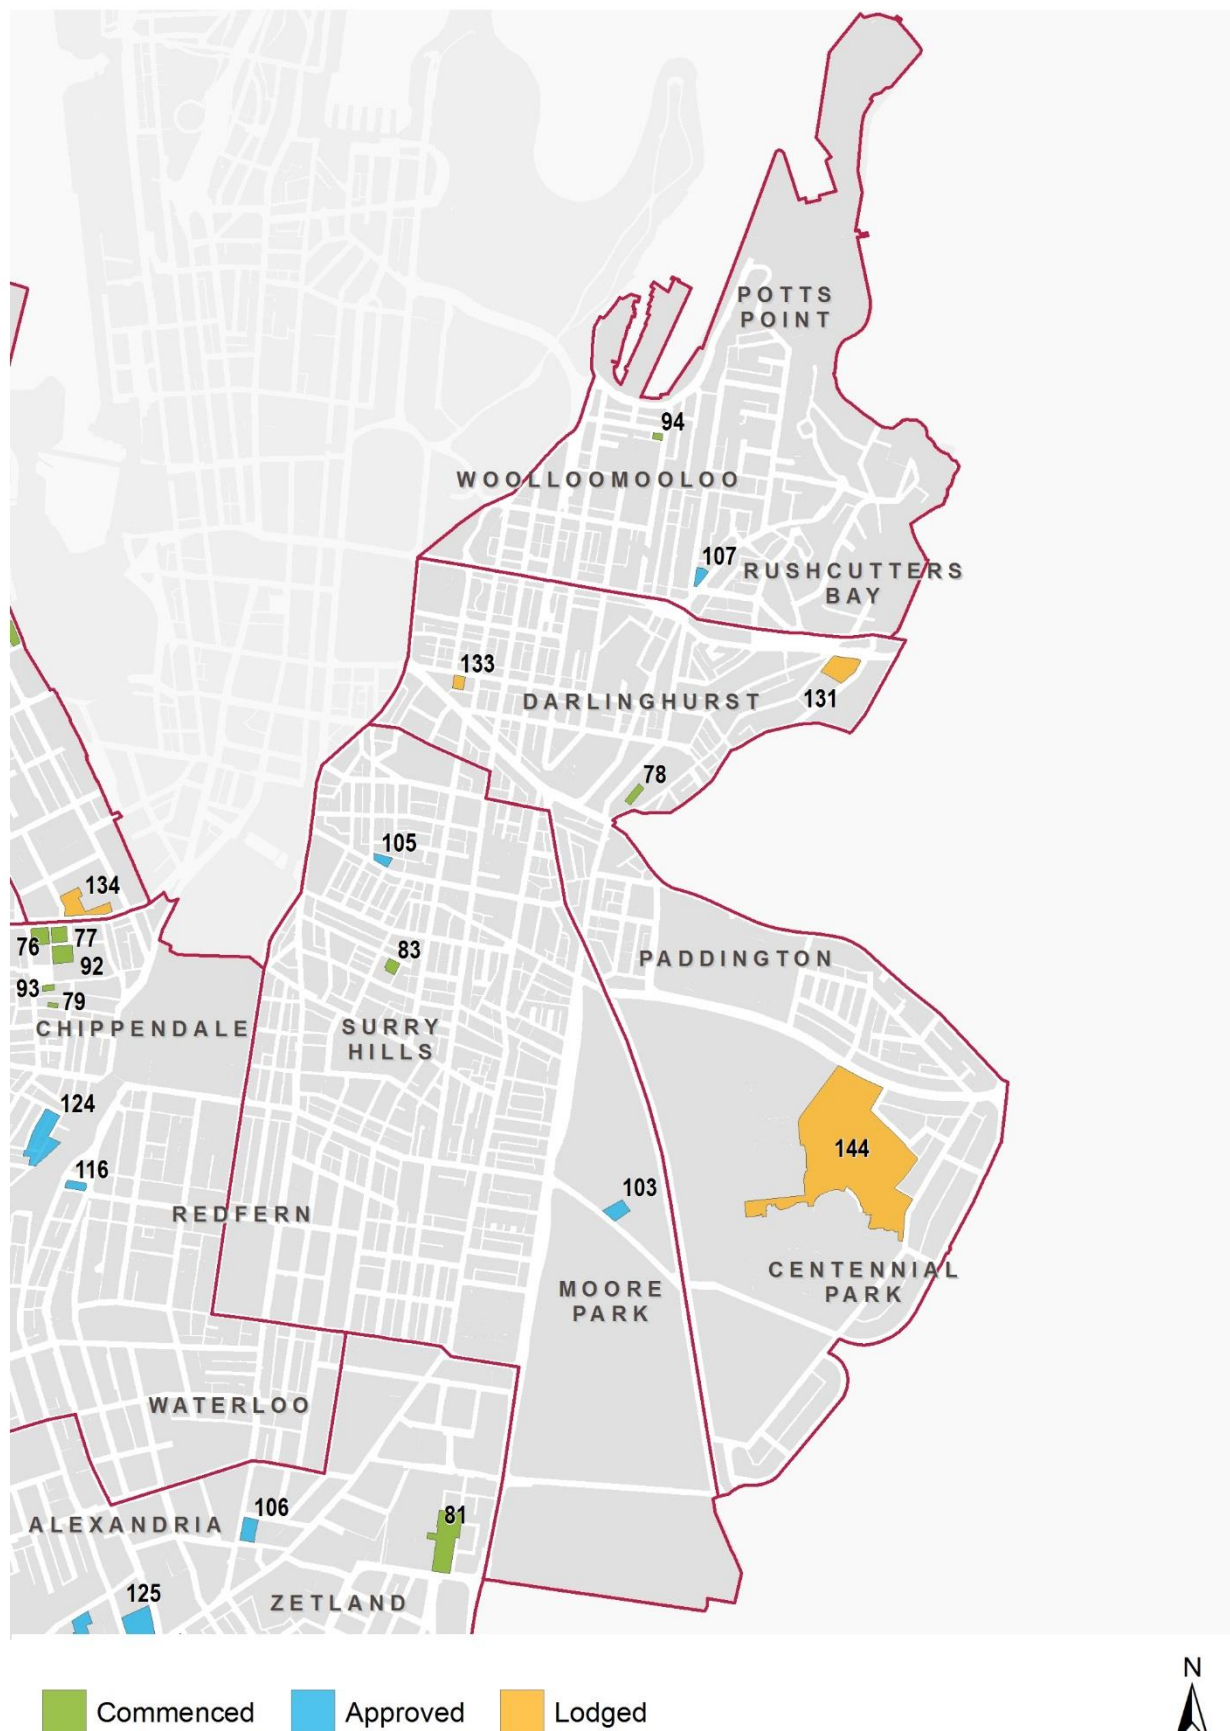 POTTS
POINT
94
WOOLLOOMOOLOO
107
RUSHCUTTERS
BAY
133
131
DARLINGHURST
78
105
134
76
77
92
83
PADDINGTON
93
79
CHIPPENDALE
SURRY
HILLS
124
144
116
103
REDFERN
CENTENNIAL
PARK
MOORE
PARK
WATERLOO
106
81
ALEXANDRIA
125
ZETLAND
N
Commenced
Approved
Lodged